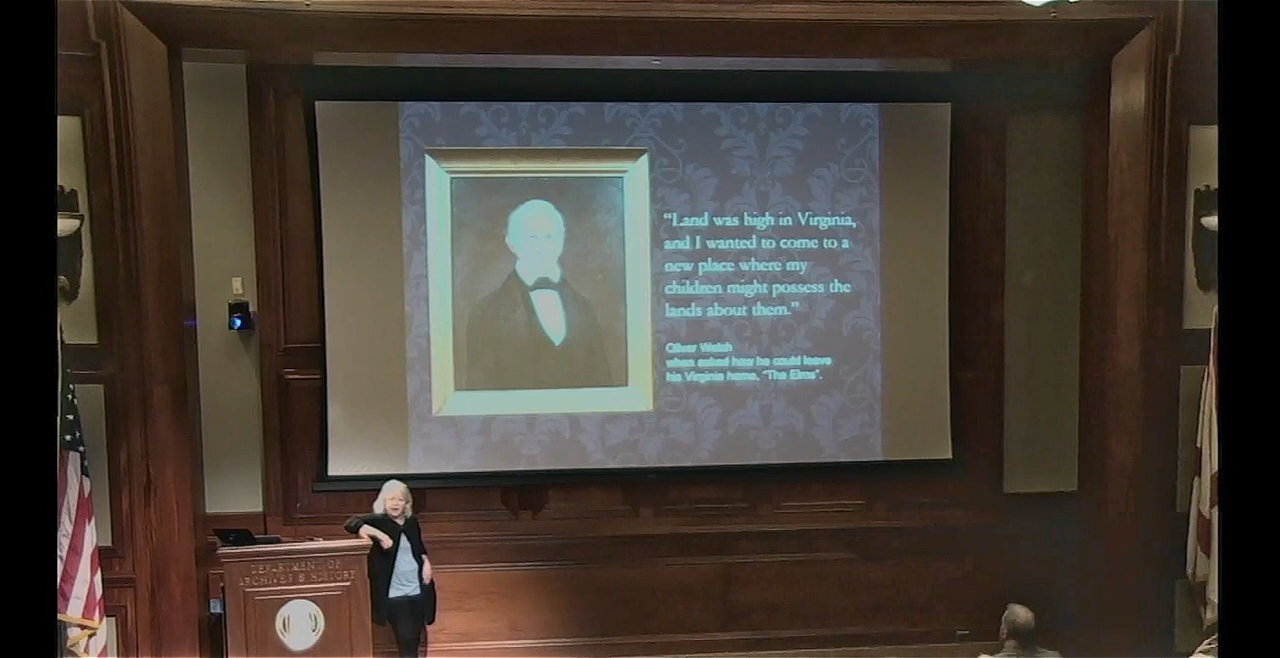 “Land was high in Virginia,
and I wanted to come to a
new place where my
children might possess the
lands about them.”
Oliver Welsh
when asked how he could leave
his Virginia home, “The Elms”.
DEPARTMENT OF
ARCHIVES & HISTORY